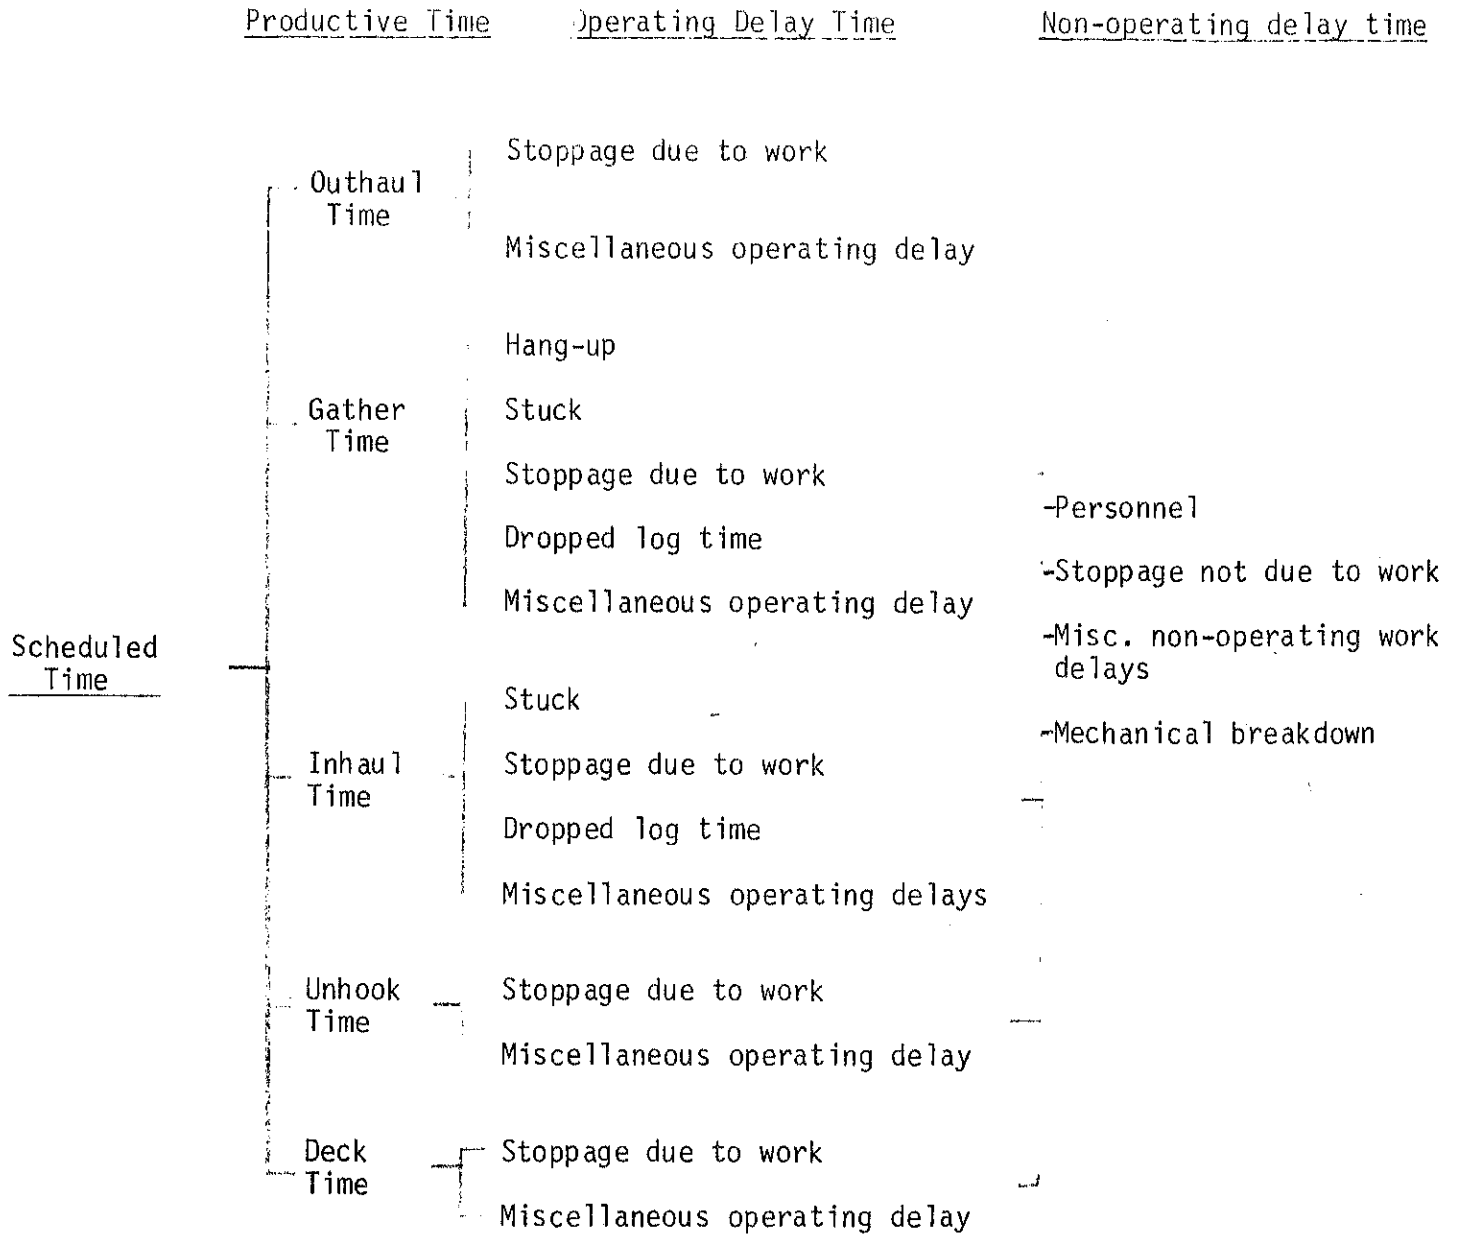 Productive Time
Operating Delay Time
Non-operating delay time
Scheduled
Time
Outhaul
Time
Stoppage due to work
Miscellaneous operating delay
Gather
Time
Hang-up
Stuck
Stoppage due to work
Dropped log time
Miscellaneous operating delay
Inhaul
Time
Stuck
Stoppage due to work
Dropped log time
Miscellaneous operating delays
Unhook
Time
Stoppage due to work
Miscellaneous operating delay
Deck
Time
Stoppage due to work
Miscellaneous operating delay
-Personnel
-Stoppage not due to work
-Misc. non-operating work
delays
-Mechanical breakdown